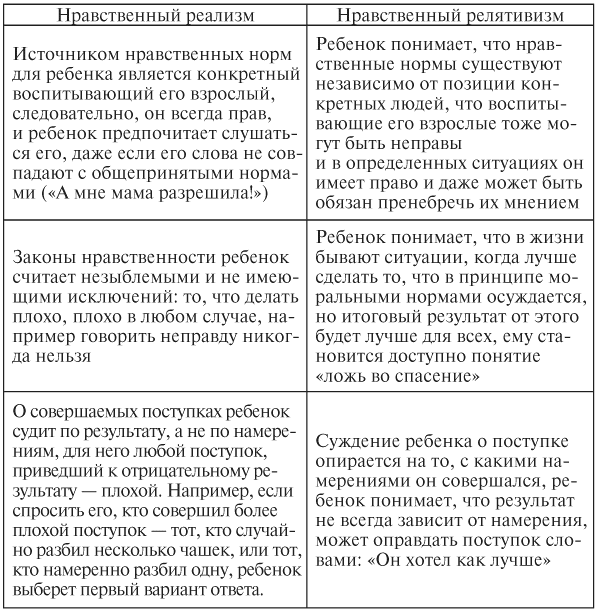 Нравственный реализм
Нравственный релятивизм
Источником нравственных норм
для ребенка является конкретный
воспитывающий его взрослый,
следовательно, он всегда прав,
и ребенок предпочитает слушать-
ся его, даже если его слова не сов-
падают с общепринятыми норма-
ми («А мне мама разрешила!»)
Ребенок понимает, что нрав-
ственные нормы существуют
независимо от позиции кон-
кретных людей, что воспиты-
вающие его взрослые тоже мо-
гут быть неправы
и в определенных ситуациях он
имеет право и даже может быть
обязан пренебречь их мнением
Законы нравственности ребенок
считает незыблемыми и не имею-
щими исключений: то, что делать
плохо, плохо в любом случае, на-
пример говорить неправду никог-
да нельзя
Ребенок понимает, что в жизни
бывают ситуации, когда лучше
сделать то, что в принципе мо-
ральными нормами осуждается,
но итоговый результат от этого
будет лучше для всех, ему ста-
новится доступно понятие
«ложь во спасение»
О совершаемых поступках ребенок
судит по результату, а не по намере-
ниям, для него любой поступок,
приведший к отрицательному ре-
зультату — плохой. Например, если
спросить его, кто совершил более
плохой поступок — тот, кто случай-
но разбил несколько чашек, или тот,
кто намеренно разбил одну, ребенок
выберет первый вариант ответа.
Суждение ребенка о поступке
опирается на то, с какими на-
мерениями он совершался, ре-
бенок понимает, что результат
не всегда зависит от намерения,
может оправдать поступок сло-
вами: «Он хотел как лучше»